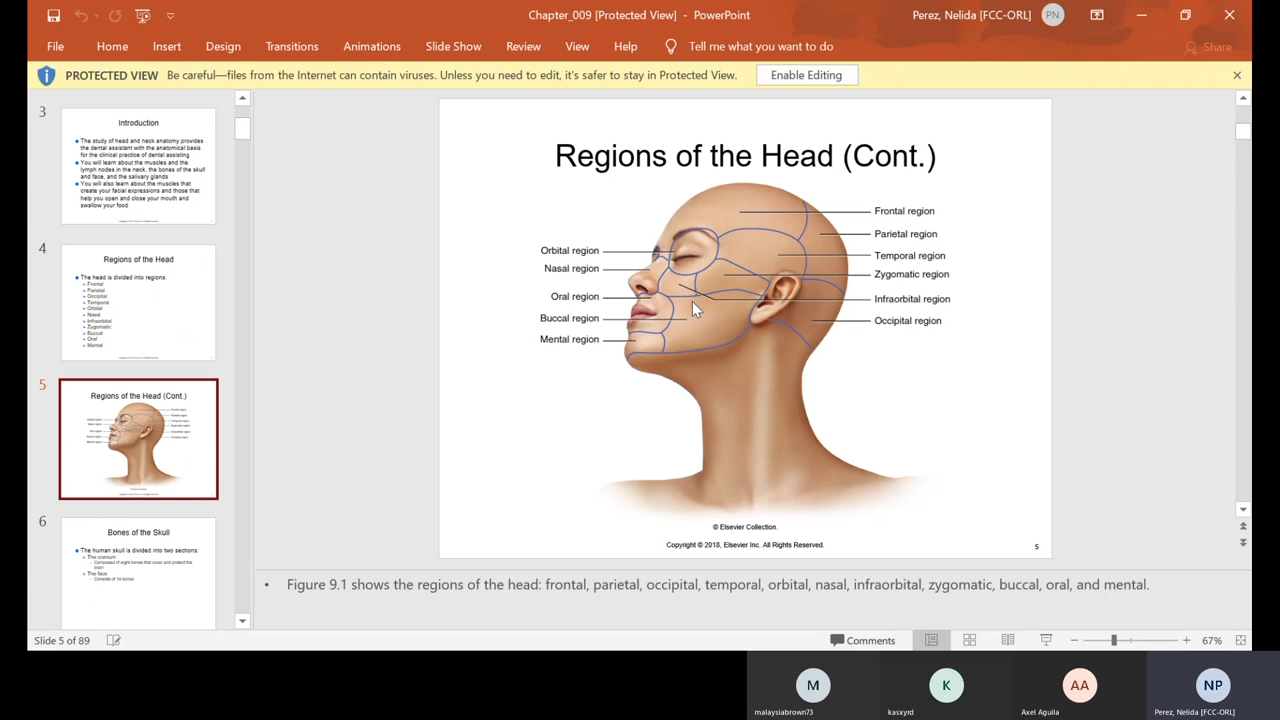 Chapter_009 [Protected View] - PowerPoint
Perez, Nelida [FCC-ORL]
PN
File
Home
Insert
Design
Transitions
Animations
Slide Show
Review
View
Help
Tell me what you want to do
Share
PROTECTED VIEW Be careful—files from the Internet can contain viruses. Unless you need to edit, it's safer to stay in Protected View.
Enable Editing
3
Introduction
The study of head and neck anatomy provides
the dental assistant with the anatomical basis
for the clinical practice of dental assisting
You will learn about the muscles and the
lymph nodes in the neck, the bones of the skull
and face, and the salivary glands
You will also learn about the muscles that
create your facial expressions and those that
help you open and close your mouth and
swallow your food
4
Regions of the Head
The head is divided into regions:
Frontal
Parietal
Occipital
Temporal
Orbital
Nasal
Infraorbital
Zygomatic
Buccal
Oral
Mental
5
Regions of the Head (Cont.)
6
Bones of the Skull
The human skull is divided into two sections:
The cranium
Composed of eight bones that cover and protect the
brain
The face
Consists of 14 bones
Regions of the Head (Cont.)
Orbital region
Nasal region
Oral region
Buccal region
Mental region
Frontal region
Parietal region
Temporal region
Zygomatic region
Infraorbital region
Occipital region
© Elsevier Collection.
Copyright © 2018, Elsevier Inc. All Rights Reserved.
5
• Figure 9.1 shows the regions of the head: frontal, parietal, occipital, temporal, orbital, nasal, infraorbital, zygomatic, buccal, oral, and mental.
Slide 5 of 89
Comments
67%
M
malaysiabrown73
K
kasxyrd
AA
Axel Aguila
NP
Perez, Nelida [FCC-ORL]